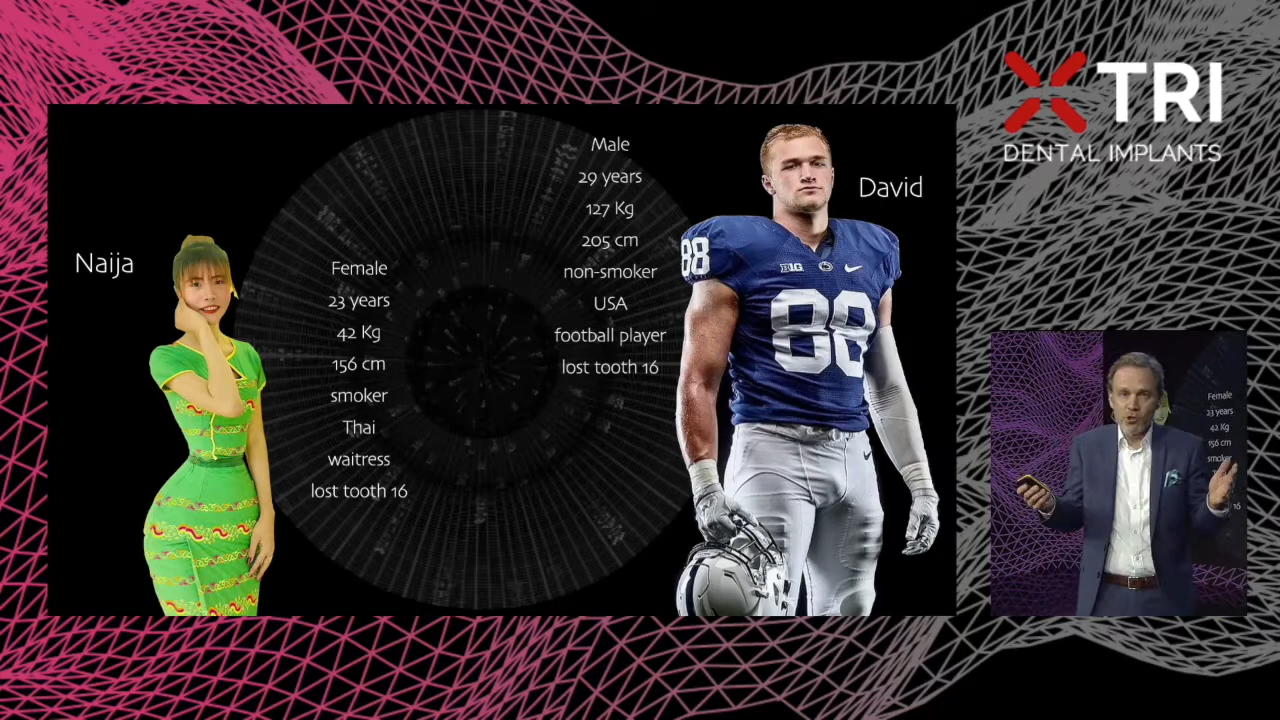 TRI
DENTAL IMPLANTS
Naija
Female
23 years
42 Kg
156 cm
smoker
Thai
waitress
lost tooth 16
Male
29 years
127 Kg
205 cm
non-smoker
USA
football player
lost tooth 16
David
88
B1G
88
Female
23 years
42 Kg
156 cm
smoker
16